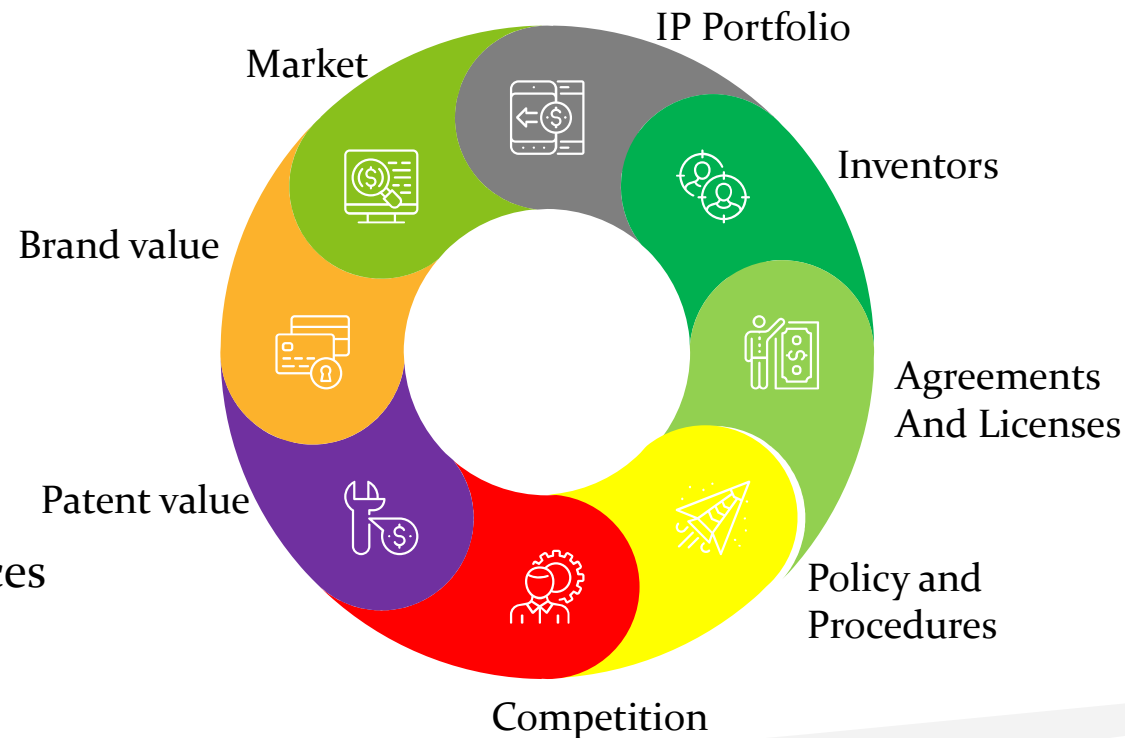 IP Portfolio
Market
Inventors
Brand value
Agreements
And Licenses
Patent value
Policy and
Procedures
Competition